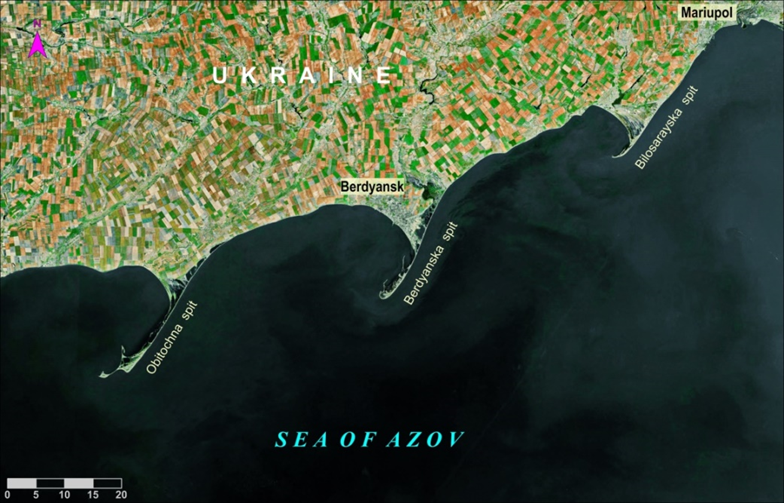 N
Mariupol
UKRAINE
Bilosarayska spit
Berdyansk
Berdyanska spit
Obitochna spit
SEA OF AZOV
0 5 10 15 20